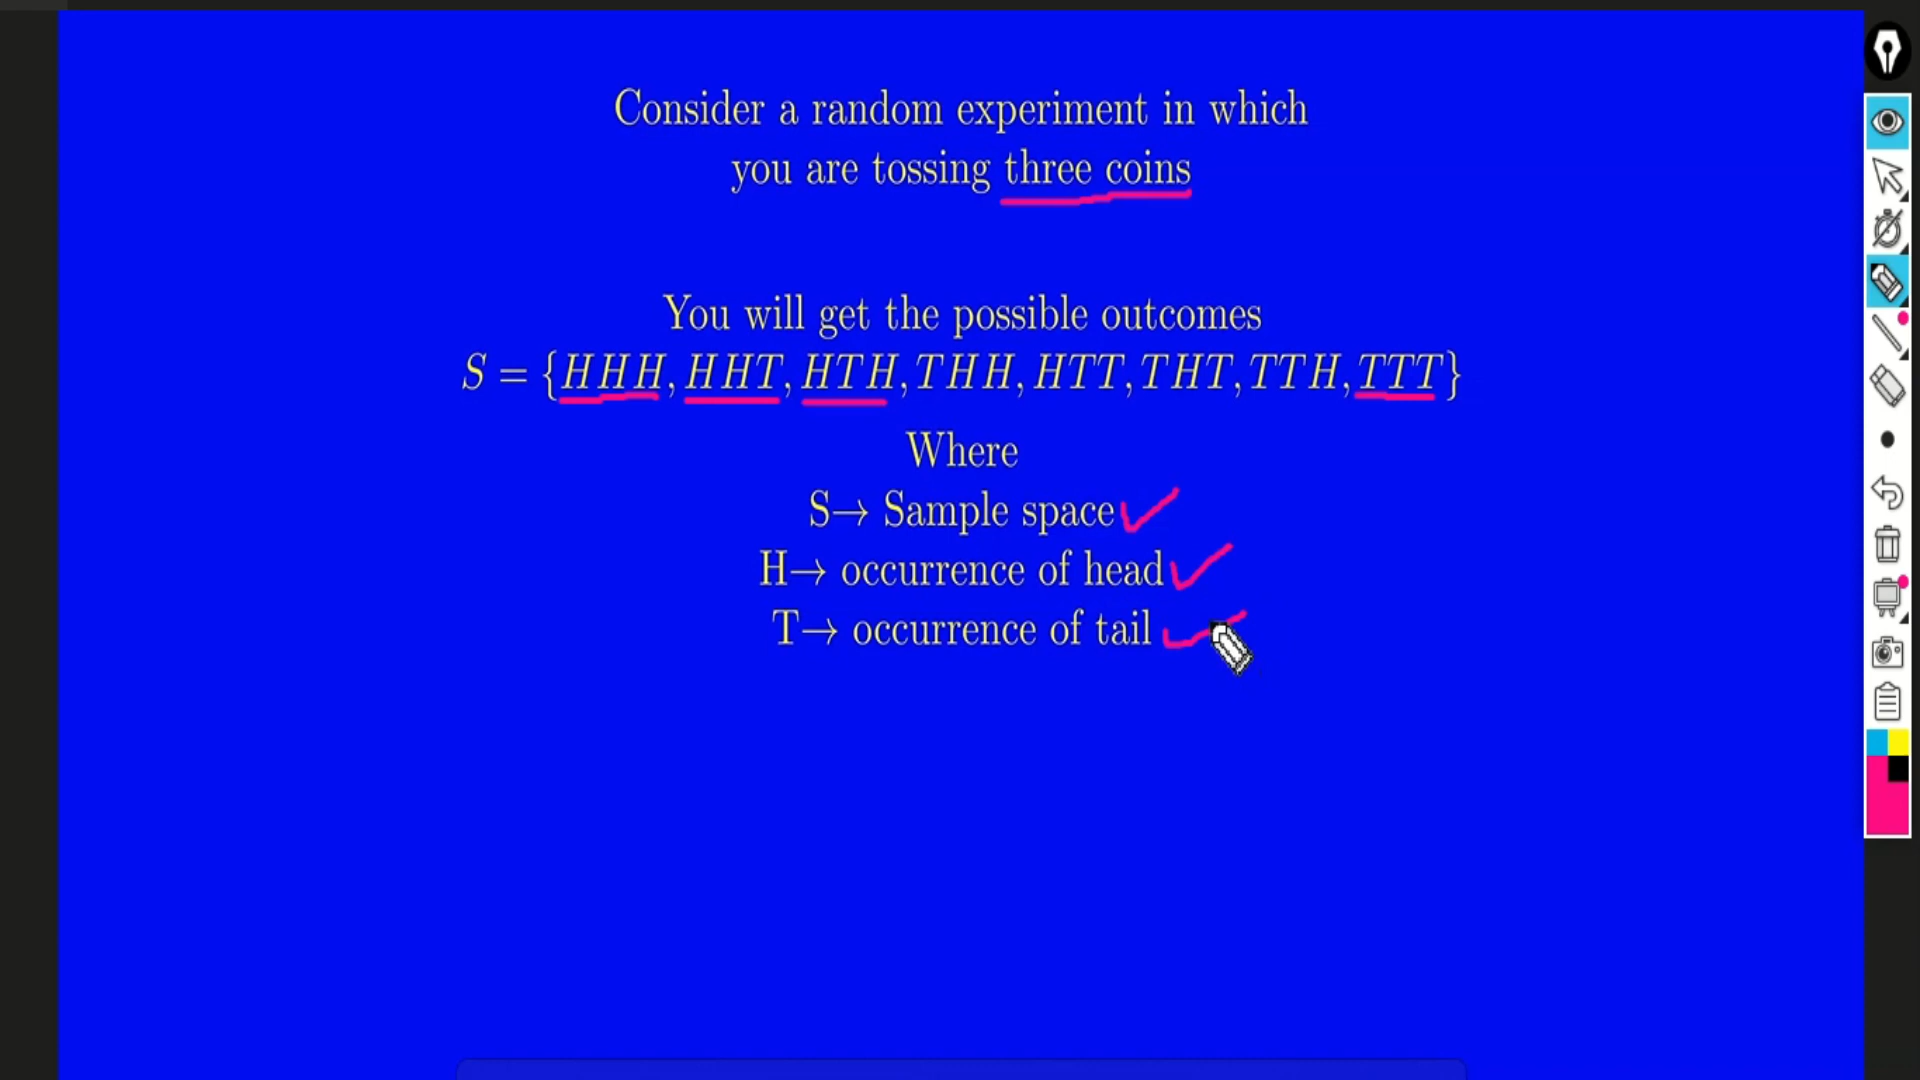 Consider a random experiment in which
you are tossing three coins
You will get the possible outcomes
S = {HHH, HHT, HTH, THH, HTT, THT, TTH, TTT}
Where
S→ Sample space
H→ occurrence of head
T→ occurrence of tail